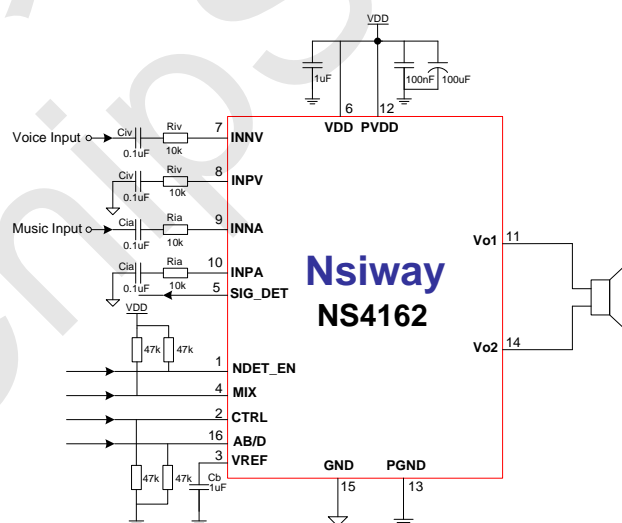 VDD
1uF
100nF
100uF
6
12
VDD PVDD
Voice Input
Civ
0.1uF
Riv
10k
7
INNV
Civ
0.1uF
Riv
10k
8
INPV
Music Input
Cia
0.1uF
Ria
10k
9
INNA
Cia
0.1uF
Ria
10k
10
INPA
5
SIG_DET
VDD
47k
47k
1
NDET_EN
4
MIX
2
CTRL
16
AB/D
3
VREF
47k
47k
Cb
1uF
Nsiway
NS4162
Vo1
11
Vo2
14
GND
PGND
15
13